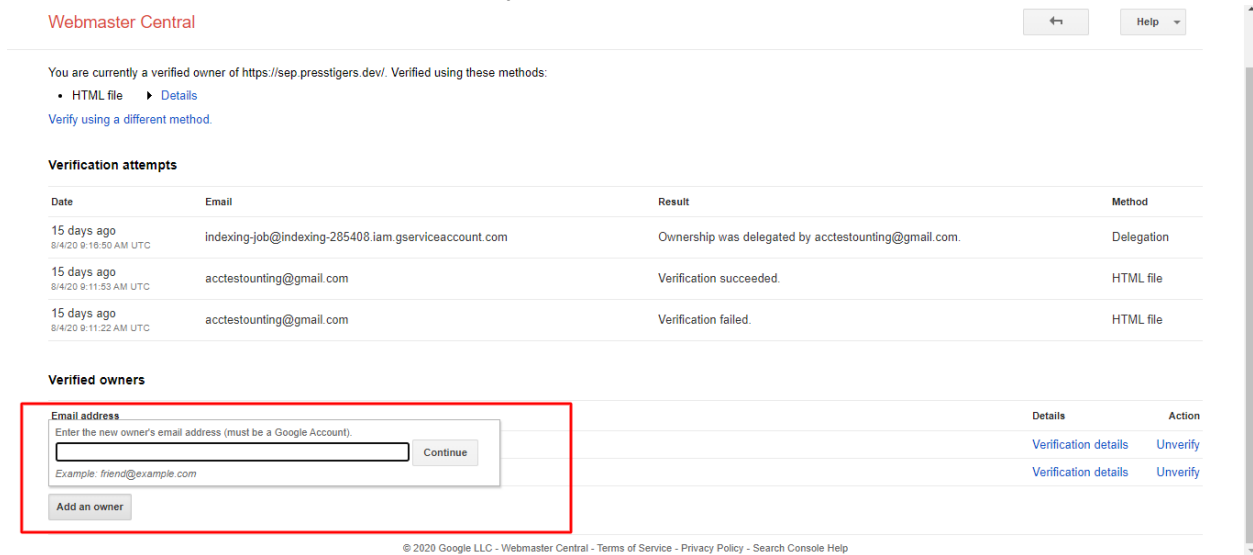 Webmaster Central
Help
You are currently a verified owner of https://sep.presstigers.dev/. Verified using these methods:
• HTML file Details
Verify using a different method.
Verification attempts
Date Email Result Method
15 days ago
8/4/20 9:16:50 AM UTC
indexing-job@indexing-285408.iam.gserviceaccount.com Ownership was delegated by acctestounting@gmail.com. Delegation
15 days ago
8/4/20 9:11:53 AM UTC
acctestounting@gmail.com Verification succeeded. HTML file
15 days ago
8/4/20 9:11:22 AM UTC
acctestounting@gmail.com Verification failed. HTML file
Verified owners
Email address Details Action
Enter the new owner's email address (must be a Google Account).
Continue
Example: friend@example.com
Verification details Unverify
Verification details Unverify
Add an owner
© 2020 Google LLC - Webmaster Central - Terms of Service - Privacy Policy - Search Console Help